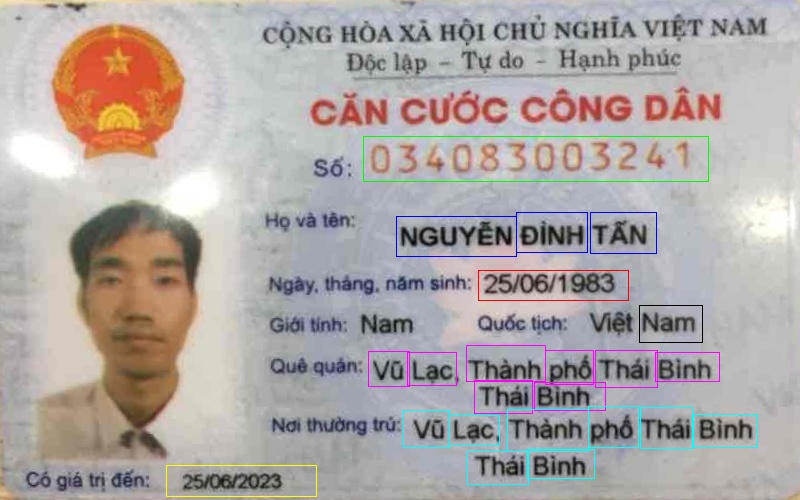 CỘNG HÒA XÃ HỘI CHỦ NGHĨA VIỆT NAM
Độc lập – Tự do – Hạnh phúc
CĂN CƯỚC CÔNG DÂN
Số: 034083003241
Họ và tên: NGUYỄN ĐÌNH TẤN
Ngày, tháng, năm sinh: 25/06/1983
Giới tính: Nam Quốc tịch: Việt Nam
Quê quán: Vũ Lạc, Thành phố Thái Bình
Thái Bình
Nơi thường trú: Vũ Lạc, Thành phố Thái Bình
Thái Bình
Có giá trị đến: 25/06/2023